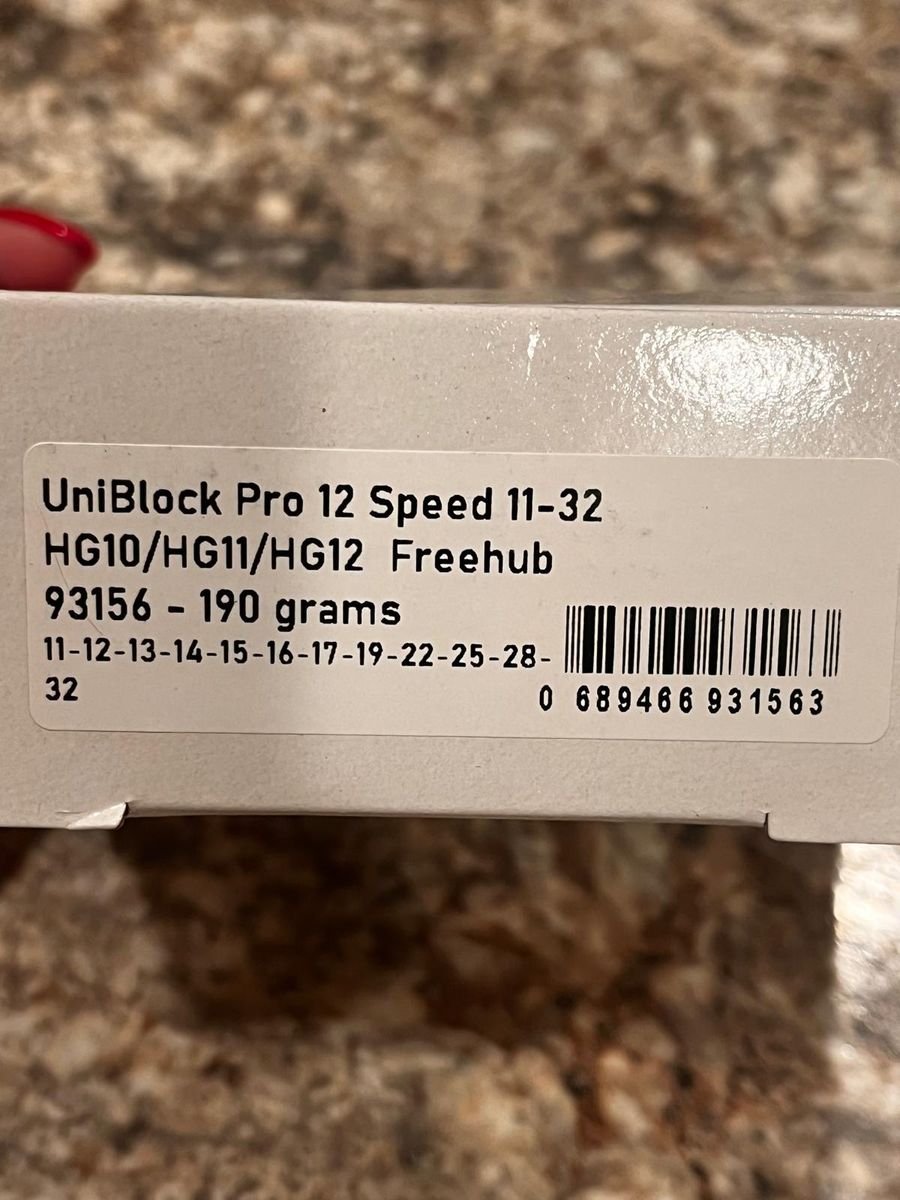 UniBlock Pro 12 Speed 11-32
HG10/HG11/HG12 Freehub
93156 - 190 grams
11-12-13-14-15-16-17-19-22-25-28-
32
0 689466 931563